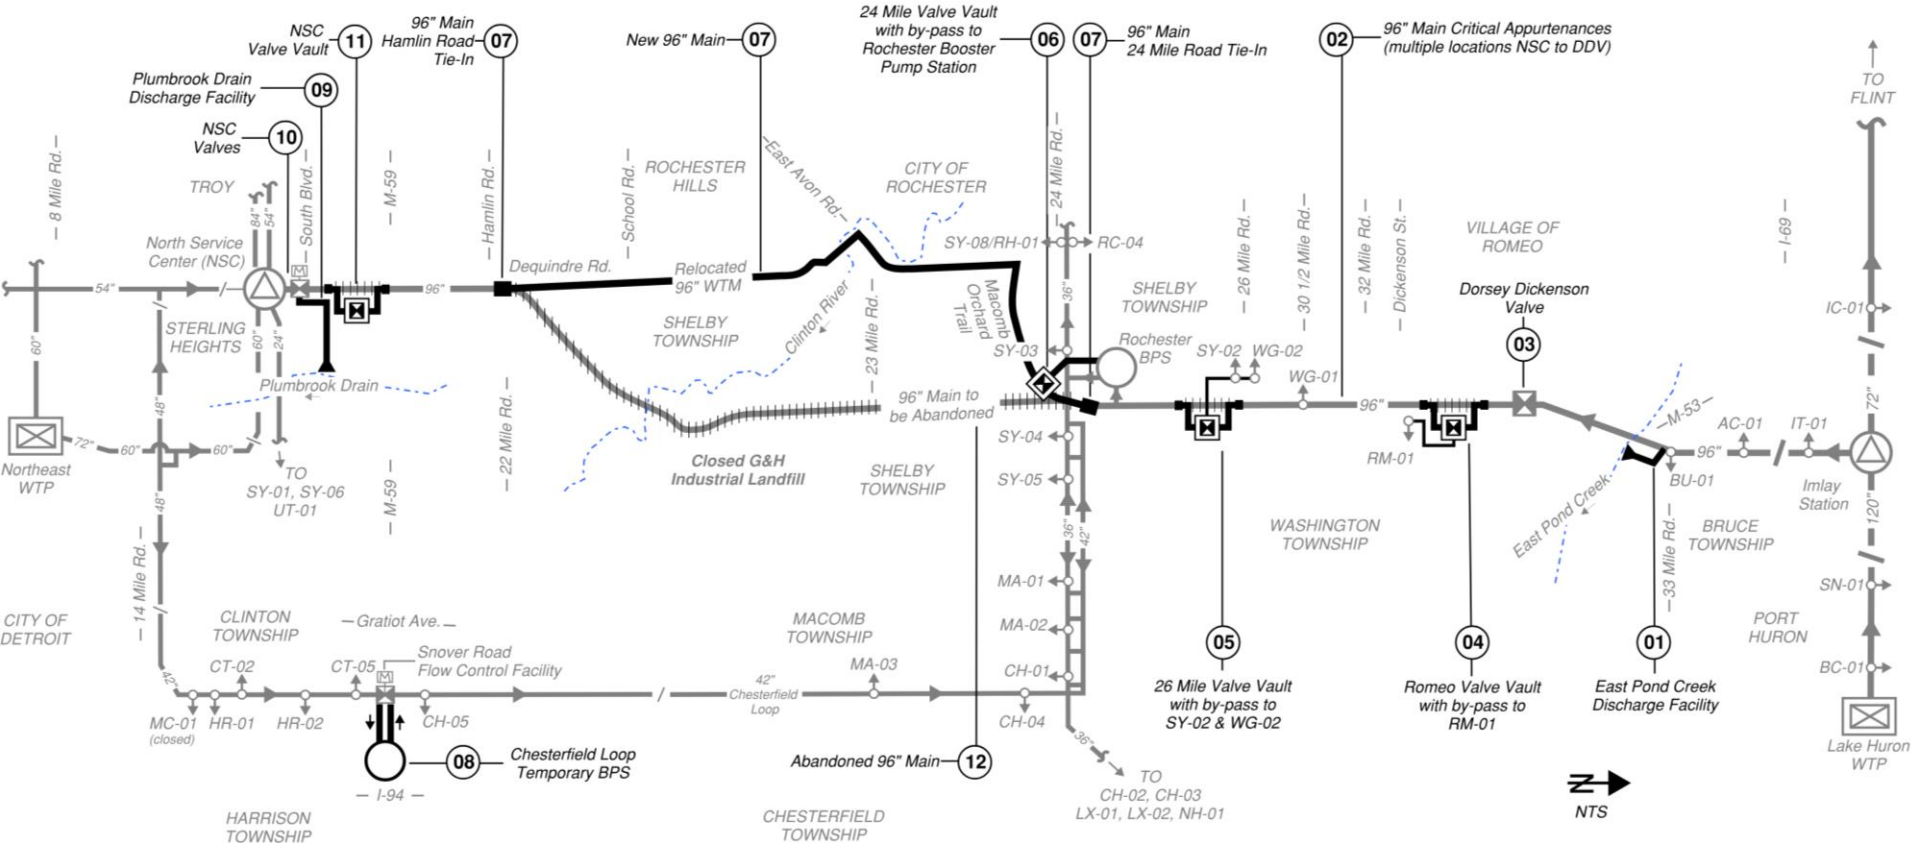 NSC
Valve Vault
11
96" Main
Hamlin Road
Tie-In
07
New 96" Main
07
24 Mile Valve Vault
with by-pass to
Rochester Booster
Pump Station
06
07
96" Main
24 Mile Road Tie-In
02
96" Main Critical Appurtenances
(multiple locations NSC to DDV)
TO
FLINT
Plumbrook Drain
Discharge Facility
09
NSC
Valves
10
8 Mile Rd.
TROY
84"
54"
South Blvd.
M-59
Hamlin Rd.
School Rd.
ROCHESTER
HILLS
East Avon Rd.
CITY OF
ROCHESTER
24 Mile Rd.
SY-08/RH-01
RC-04
26 Mile Rd.
30 1/2 Mile Rd.
32 Mile Rd.
Dickenson St.
VILLAGE OF
ROMEO
I-69
North Service
Center (NSC)
M
54"
96"
Dequindre Rd.
Relocated
96" WTM
Clinton River
Macomb
Orchard
Trail
36"
SHELBY
TOWNSHIP
Dorsey Dickenson
Valve
03
IC-01
STERLING
HEIGHTS
60"
60"
24"
SHELBY
TOWNSHIP
23 Mile Rd.
SY-03
Rochester
BPS
SY-02
WG-02
WG-01
Plumbrook Drain
48"
22 Mile Rd.
96" Main to
be Abandoned
96"
72"
M-53
AC-01
IT-01
Northeast
WTP
72"
60"
60"
TO
SY-01, SY-06
UT-01
Closed G&H
Industrial Landfill
SHELBY
TOWNSHIP
SY-04
SY-05
RM-01
96"
BU-01
Imlay
Station
48"
M-59
14 Mile Rd.
36"
42"
WASHINGTON
TOWNSHIP
East Pond Creek
33 Mile Rd.
BRUCE
TOWNSHIP
120"
MA-01
SN-01
CITY OF
DETROIT
CLINTON
TOWNSHIP
Gratiot Ave.
MACOMB
TOWNSHIP
MA-02
05
04
01
PORT
HURON
Snover Road
Flow Control Facility
M
CT-02
CT-05
MA-03
CH-01
BC-01
42"
42"
Chesterfield
Loop
MC-01
(closed)
HR-01
HR-02
CH-05
CH-04
26 Mile Valve Vault
with by-pass to
SY-02 & WG-02
Romeo Valve Vault
with by-pass to
RM-01
East Pond Creek
Discharge Facility
08
Chesterfield Loop
Temporary BPS
Abandoned 96" Main
12
36"
TO
CH-02, CH-03
LX-01, LX-02, NH-01
Lake Huron
WTP
I-94
HARRISON
TOWNSHIP
CHESTERFIELD
TOWNSHIP
N
NTS